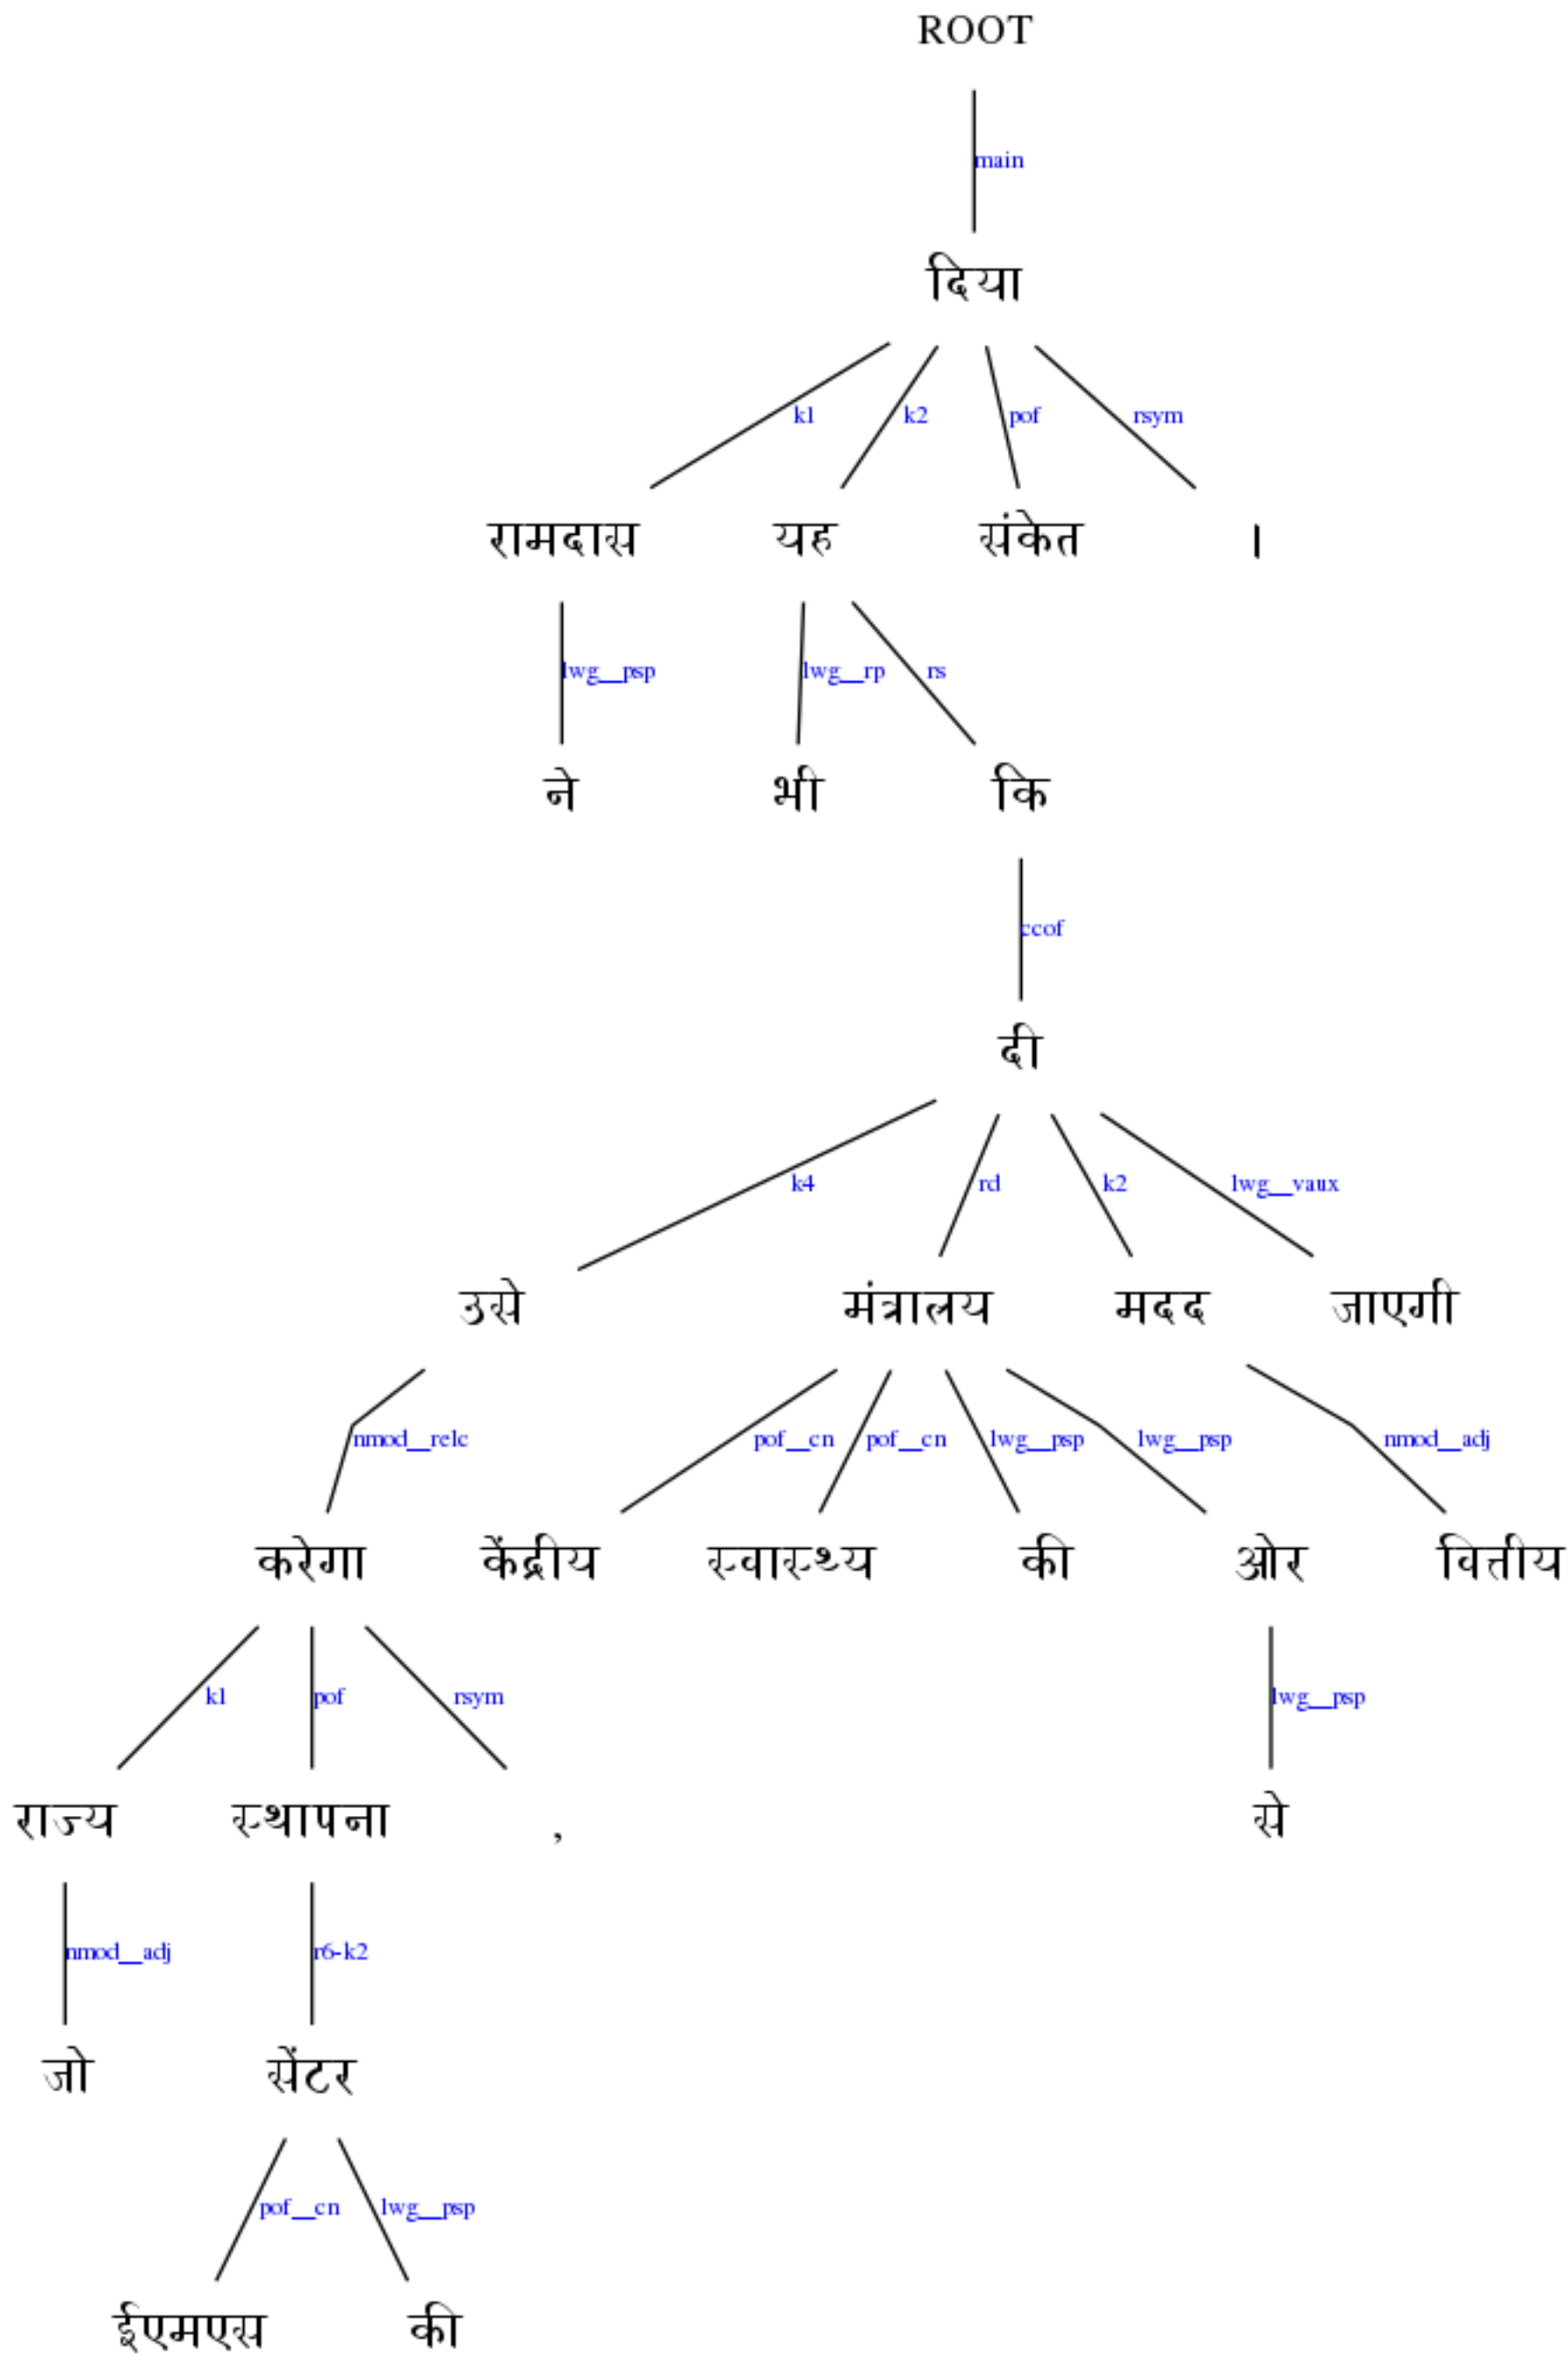 ROOT
main
दिया
k1 k2 pof rsym
रामदास यह संकेत ।
lwg__psp lwg__rp rs
ने भी कि
ccof
दी
k4 rd k2 lwg__vaux
उसे मंत्रालय मदद जाएगी
nmod__relc pof__cn pof__cn lwg__psp lwg__psp nmod__adj
करेगा केंद्रीय स्वास्थ्य की ओर वित्तीय
k1 pof rsym lwg__psp
राज्य स्थापना , से
nmod__adj r6-k2
जो सेंटर
pof__cn lwg__psp
ईएमएस की